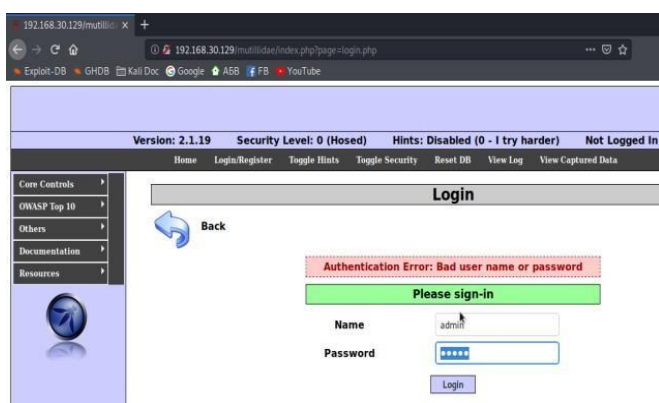 192.168.30.129/mutillid
192.168.30.129/mutillidae/index.php?page=login.php
Exploit-DB GHDB Kali Doc Google АБВ FB YouTube
Version: 2.1.19 Security Level: 0 (Hosed) Hints: Disabled (0 - I try harder) Not Logged In
Home Login/Register Toggle Hints Toggle Security Reset DB View Log View Captured Data
Core Controls
OWASP Top 10
Others
Documentation
Resources
Login
Back
Authentication Error: Bad user name or password
Please sign-in
Name admin
Password
Login